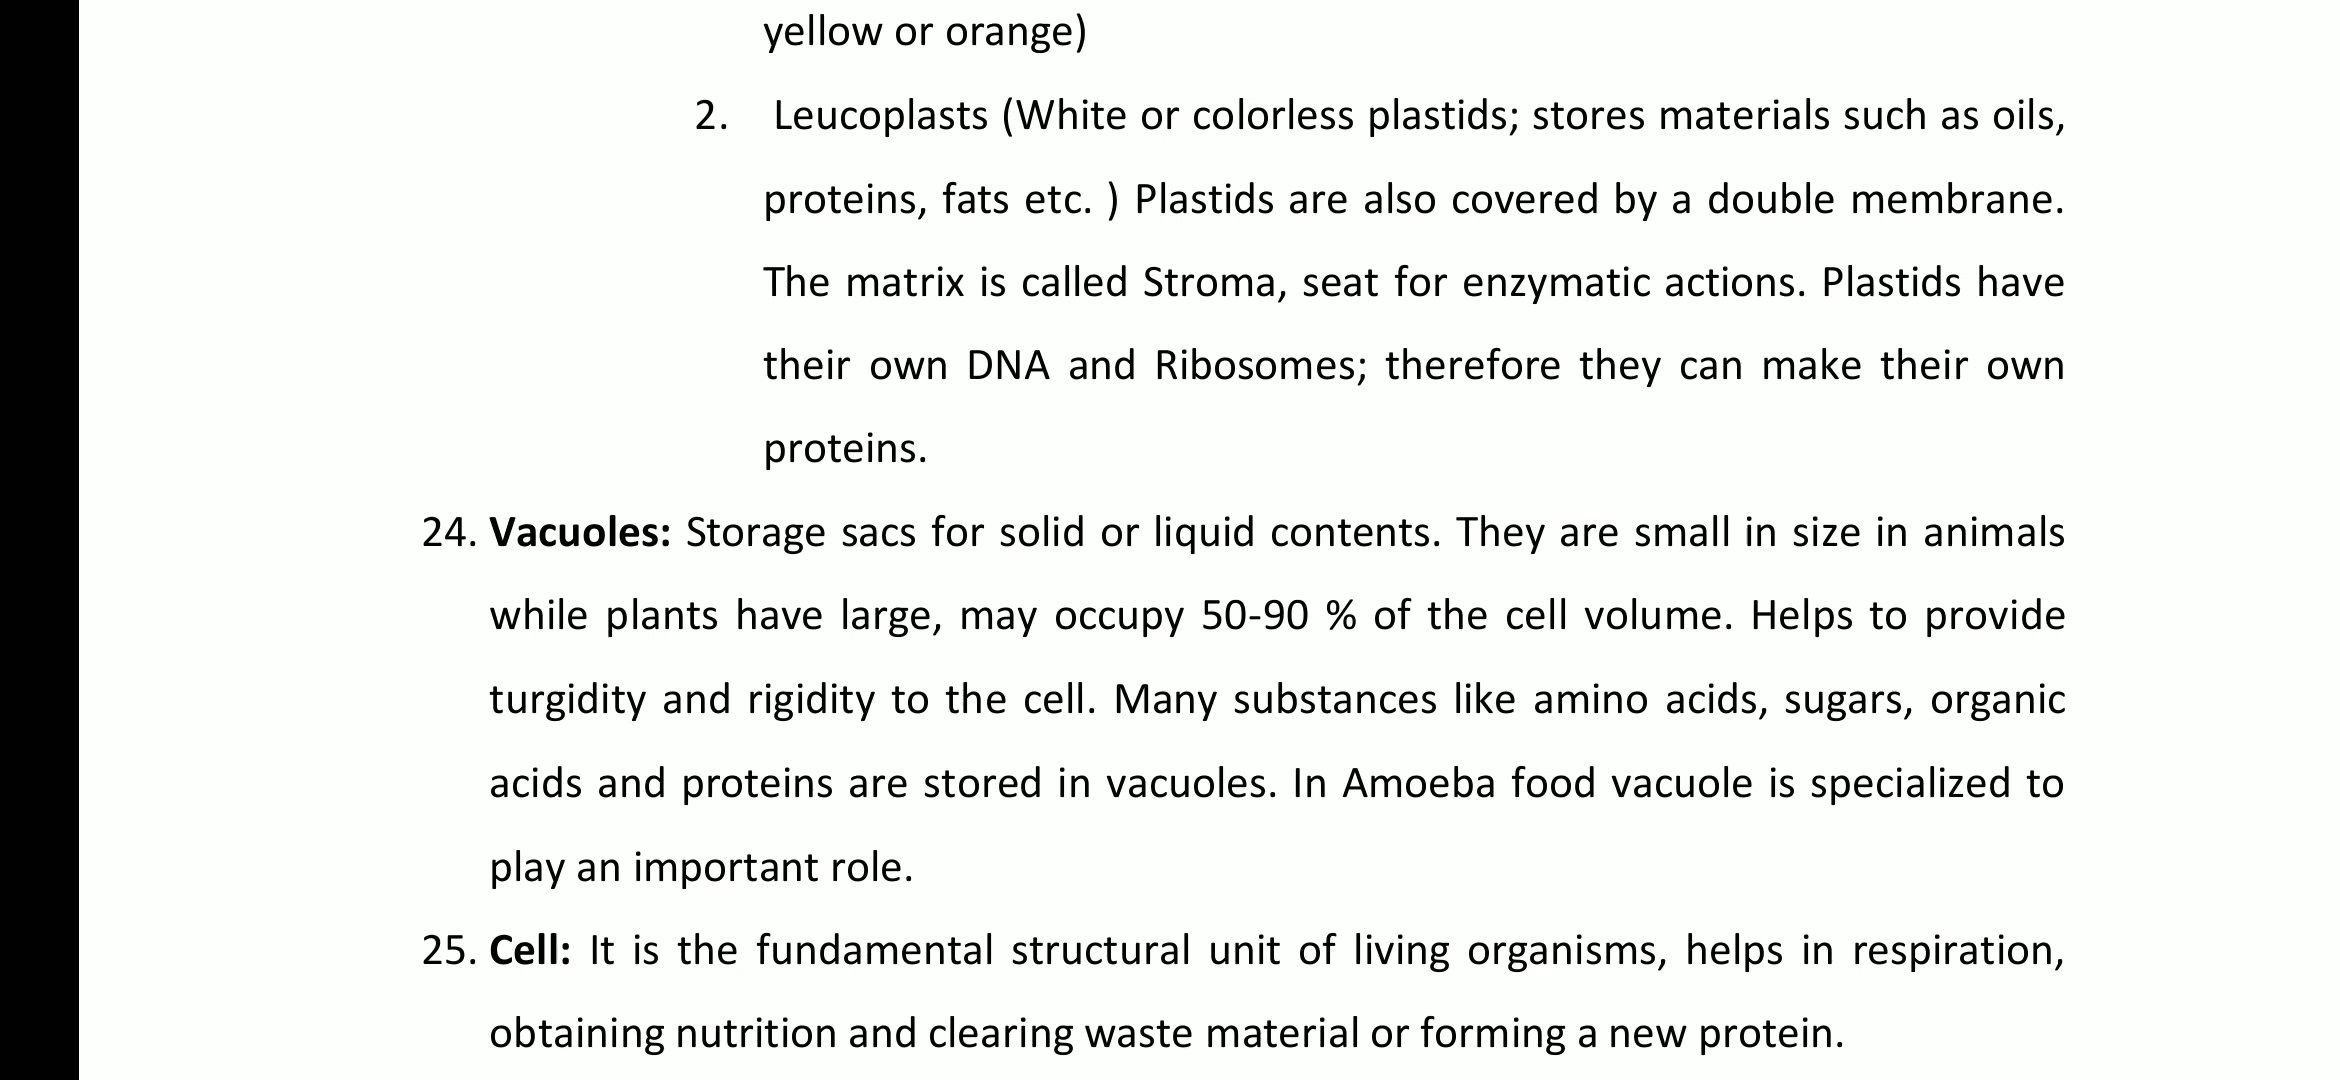 yellow or orange)
2. Leucoplasts (White or colorless plastids; stores materials such as oils,
proteins, fats etc. ) Plastids are also covered by a double membrane.
The matrix is called Stroma, seat for enzymatic actions. Plastids have
their own DNA and Ribosomes; therefore they can make their own
proteins.
24. Vacuoles: Storage sacs for solid or liquid contents. They are small in size in animals
while plants have large, may occupy 50-90 % of the cell volume. Helps to provide
turgidity and rigidity to the cell. Many substances like amino acids, sugars, organic
acids and proteins are stored in vacuoles. In Amoeba food vacuole is specialized to
play an important role.
25. Cell: It is the fundamental structural unit of living organisms, helps in respiration,
obtaining nutrition and clearing waste material or forming a new protein.